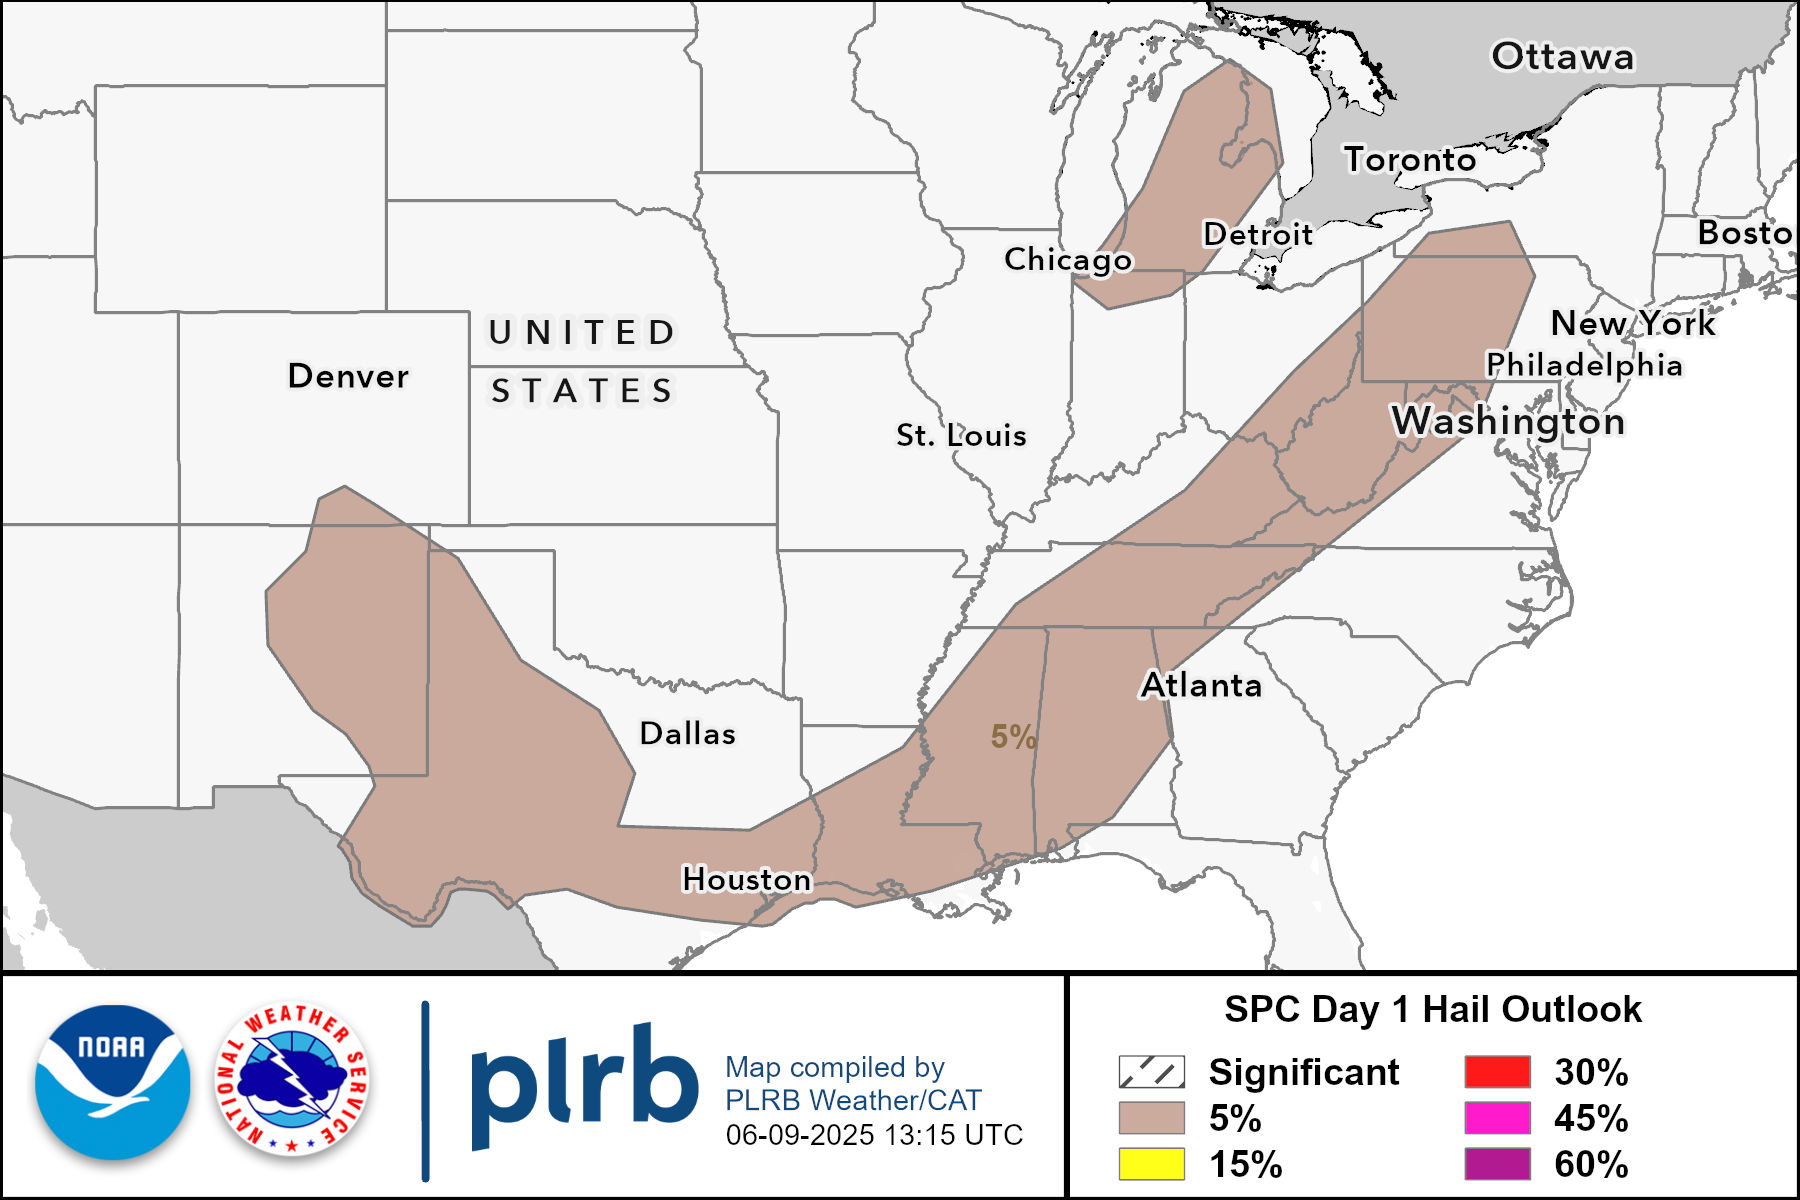 Ottawa
Toronto
Bosto
Detroit
Chicago
New York
UNITED
Philadelphia
Denver
STATES
Washington
St. Louis
Atlanta
Dallas
5%
Houston
NOAA
NATIONAL WEATHER SERVICE
plrb
Map compiled by
PLRB Weather/CAT
06-09-2025 13:15 UTC
SPC Day 1 Hail Outlook
Significant
5%
15%
30%
45%
60%